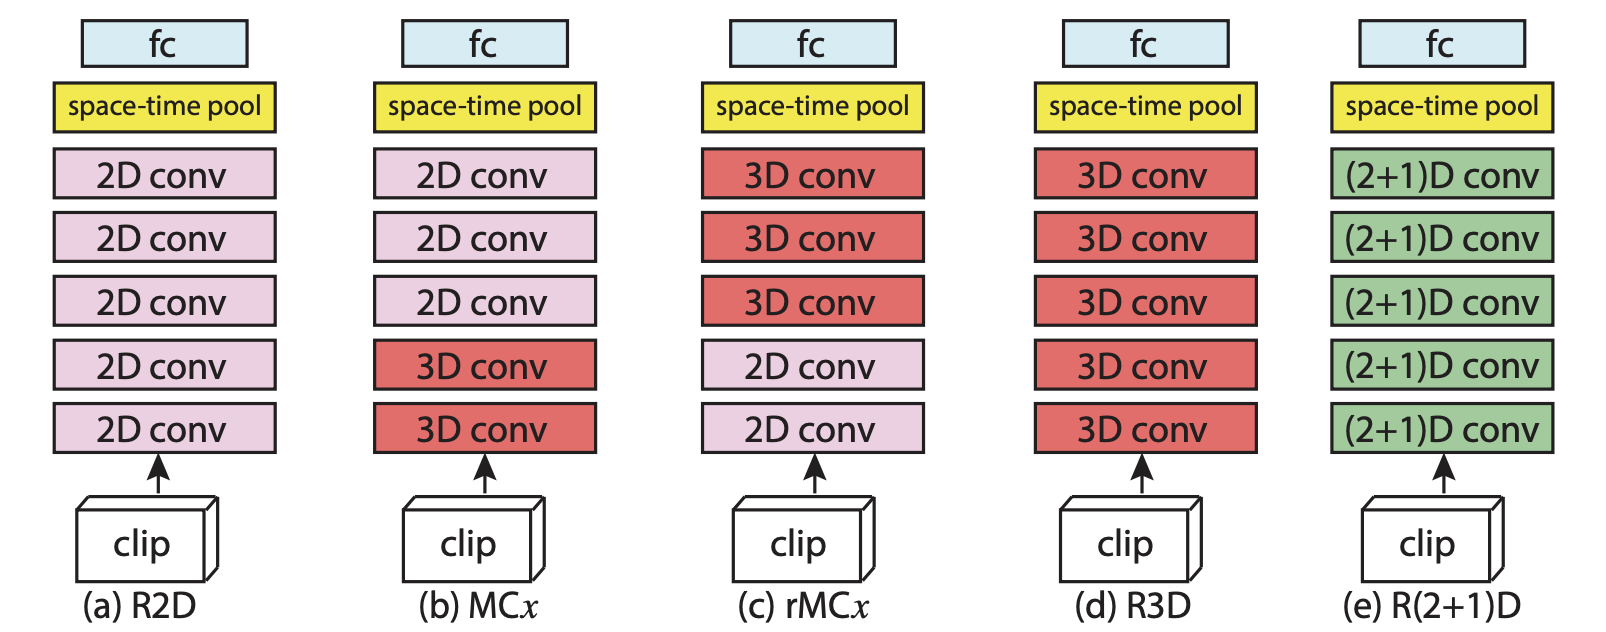 fc fc fc fc fc
space-time pool space-time pool space-time pool space-time pool space-time pool
2D conv 2D conv 3D conv 3D conv (2+1)D conv
2D conv 2D conv 3D conv 3D conv (2+1)D conv
2D conv 2D conv 3D conv 3D conv (2+1)D conv
2D conv 3D conv 2D conv 3D conv (2+1)D conv
2D conv 3D conv 2D conv 3D conv (2+1)D conv
clip clip clip clip clip
(a) R2D (b) MCx (c) rMCx (d) R3D (e) R(2+1)D